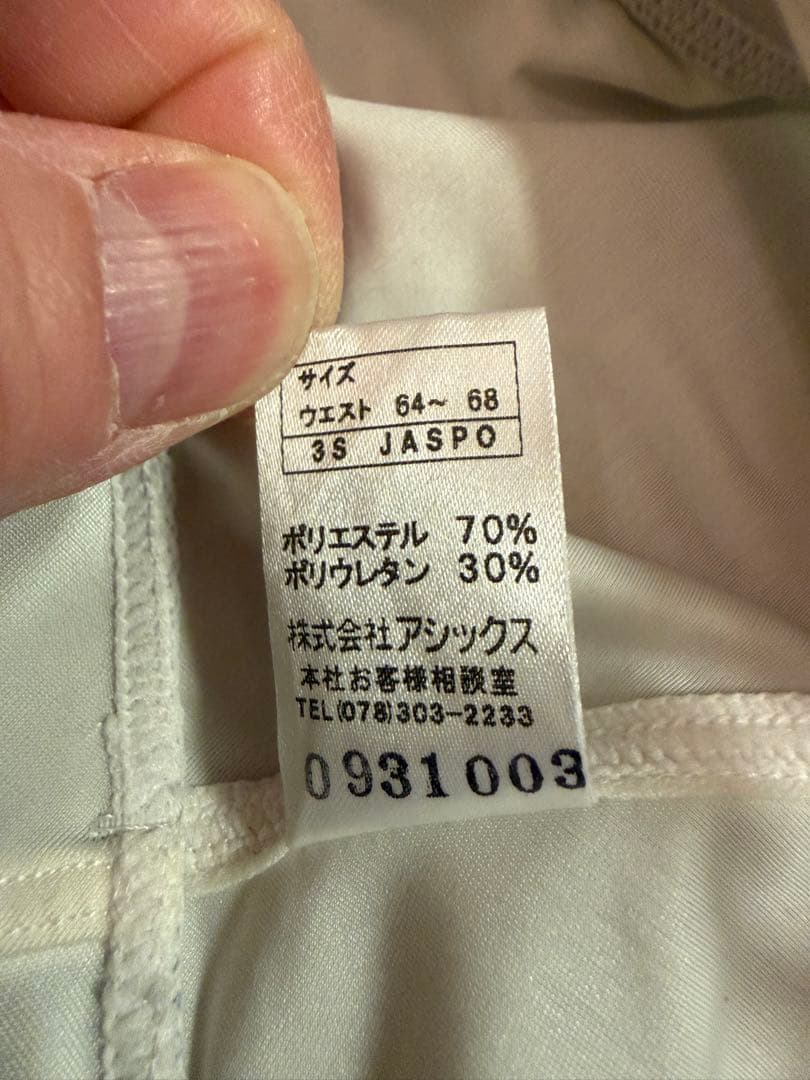 サイズ
ウエスト 64〜 68
3S JASPO
ポリエステル 70%
ポリウレタン 30%
株式会社アシックス
本社お客様相談室
TEL(078)303-2233
0931003